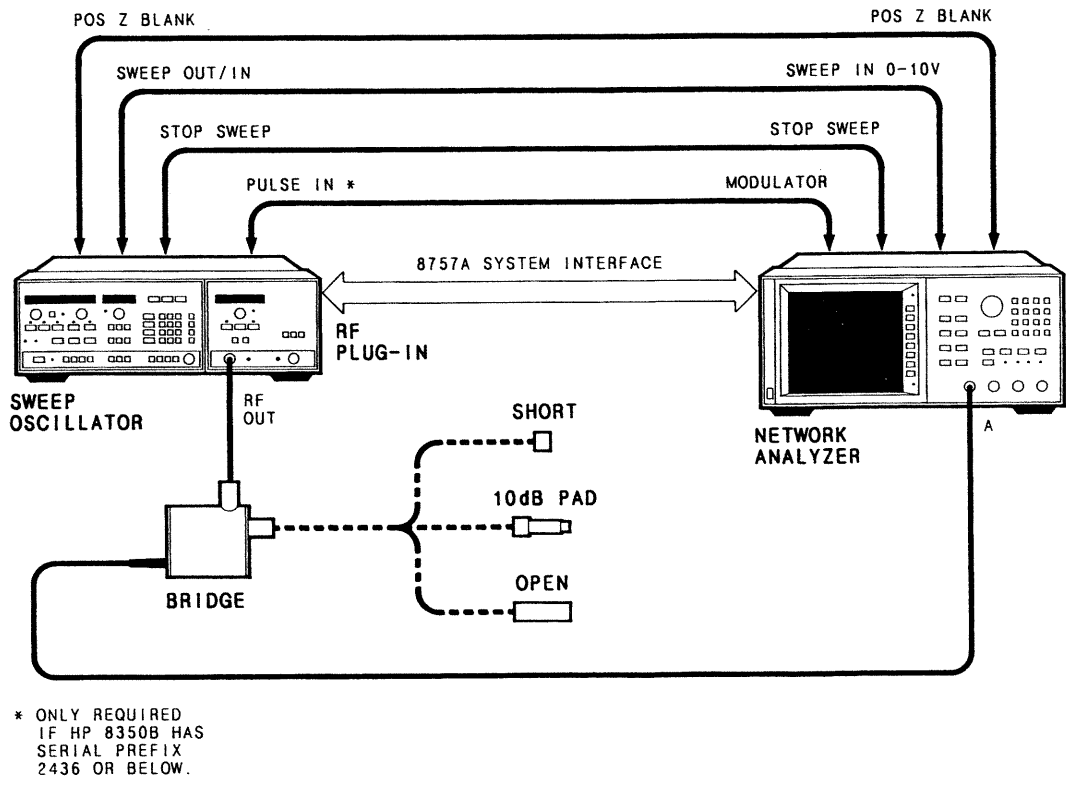 POS Z BLANK
POS Z BLANK
SWEEP OUT/IN
SWEEP IN 0-10V
STOP SWEEP
STOP SWEEP
PULSE IN *
MODULATOR
8757A SYSTEM INTERFACE
RF
PLUG-IN
SWEEP
OSCILLATOR
RF
OUT
SHORT
A
NETWORK
ANALYZER
10dB PAD
OPEN
BRIDGE
* ONLY REQUIRED
IF HP 8350B HAS
SERIAL PREFIX
2436 OR BELOW.